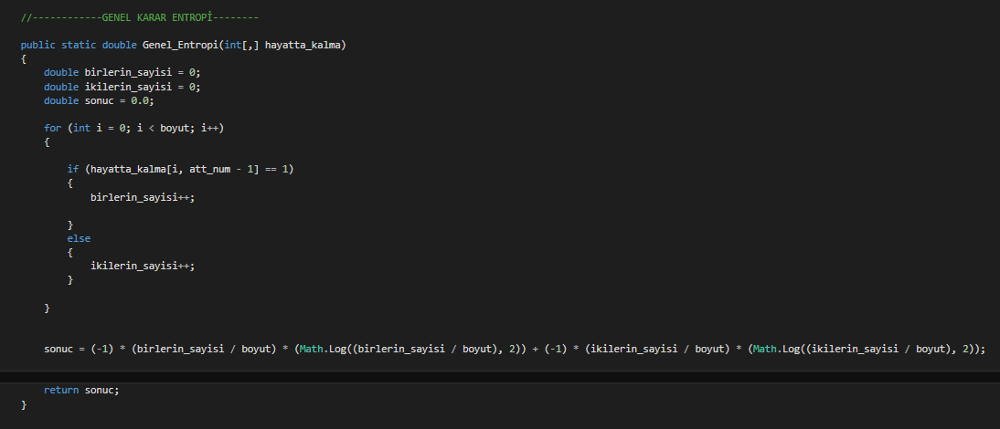 //------------GENEL KARAR ENTROPİ--------
public static double Genel_Entropi(int[,] hayatta_kalma)
{
double birlerin_sayisi = 0;
double ikilerin_sayisi = 0;
double sonuc = 0.0;
for (int i = 0; i < boyut; i++)
{
if (hayatta_kalma[i, att_num - 1] == 1)
{
birlerin_sayisi++;
}
else
{
ikilerin_sayisi++;
}
}
sonuc = (-1) * (birlerin_sayisi / boyut) * (Math.Log((birlerin_sayisi / boyut), 2)) + (-1) * (ikilerin_sayisi / boyut) * (Math.Log((ikilerin_sayisi / boyut), 2));
return sonuc;
}